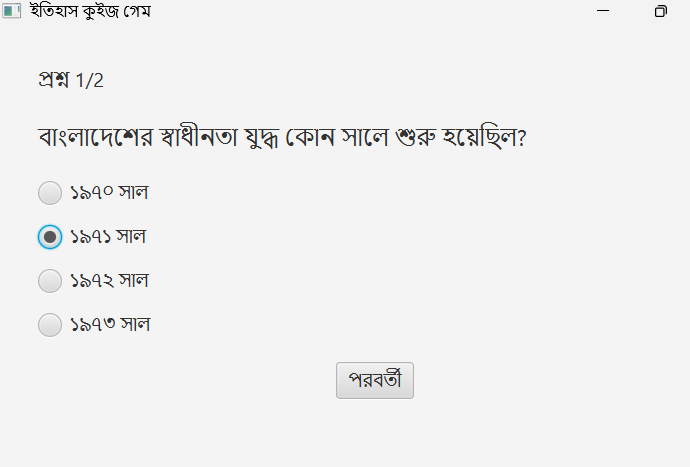 ইতিহাস কুইজ গেম
প্রশ্ন 1/2
বাংলাদেশের স্বাধীনতা যুদ্ধ কোন সালে শুরু হয়েছিল?
১৯৭০ সাল
১৯৭১ সাল
১৯৭২ সাল
১৯৭৩ সাল
পরবর্তী